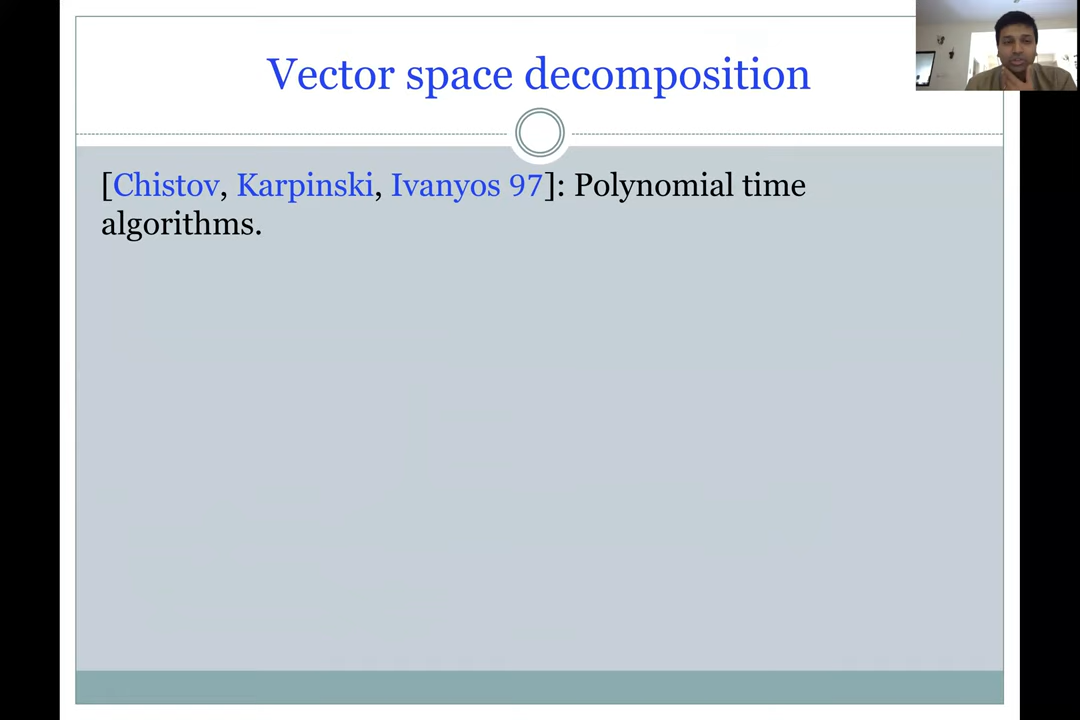 Vector space decomposition
[Chistov, Karpinski, Ivanyos 97]: Polynomial time
algorithms.